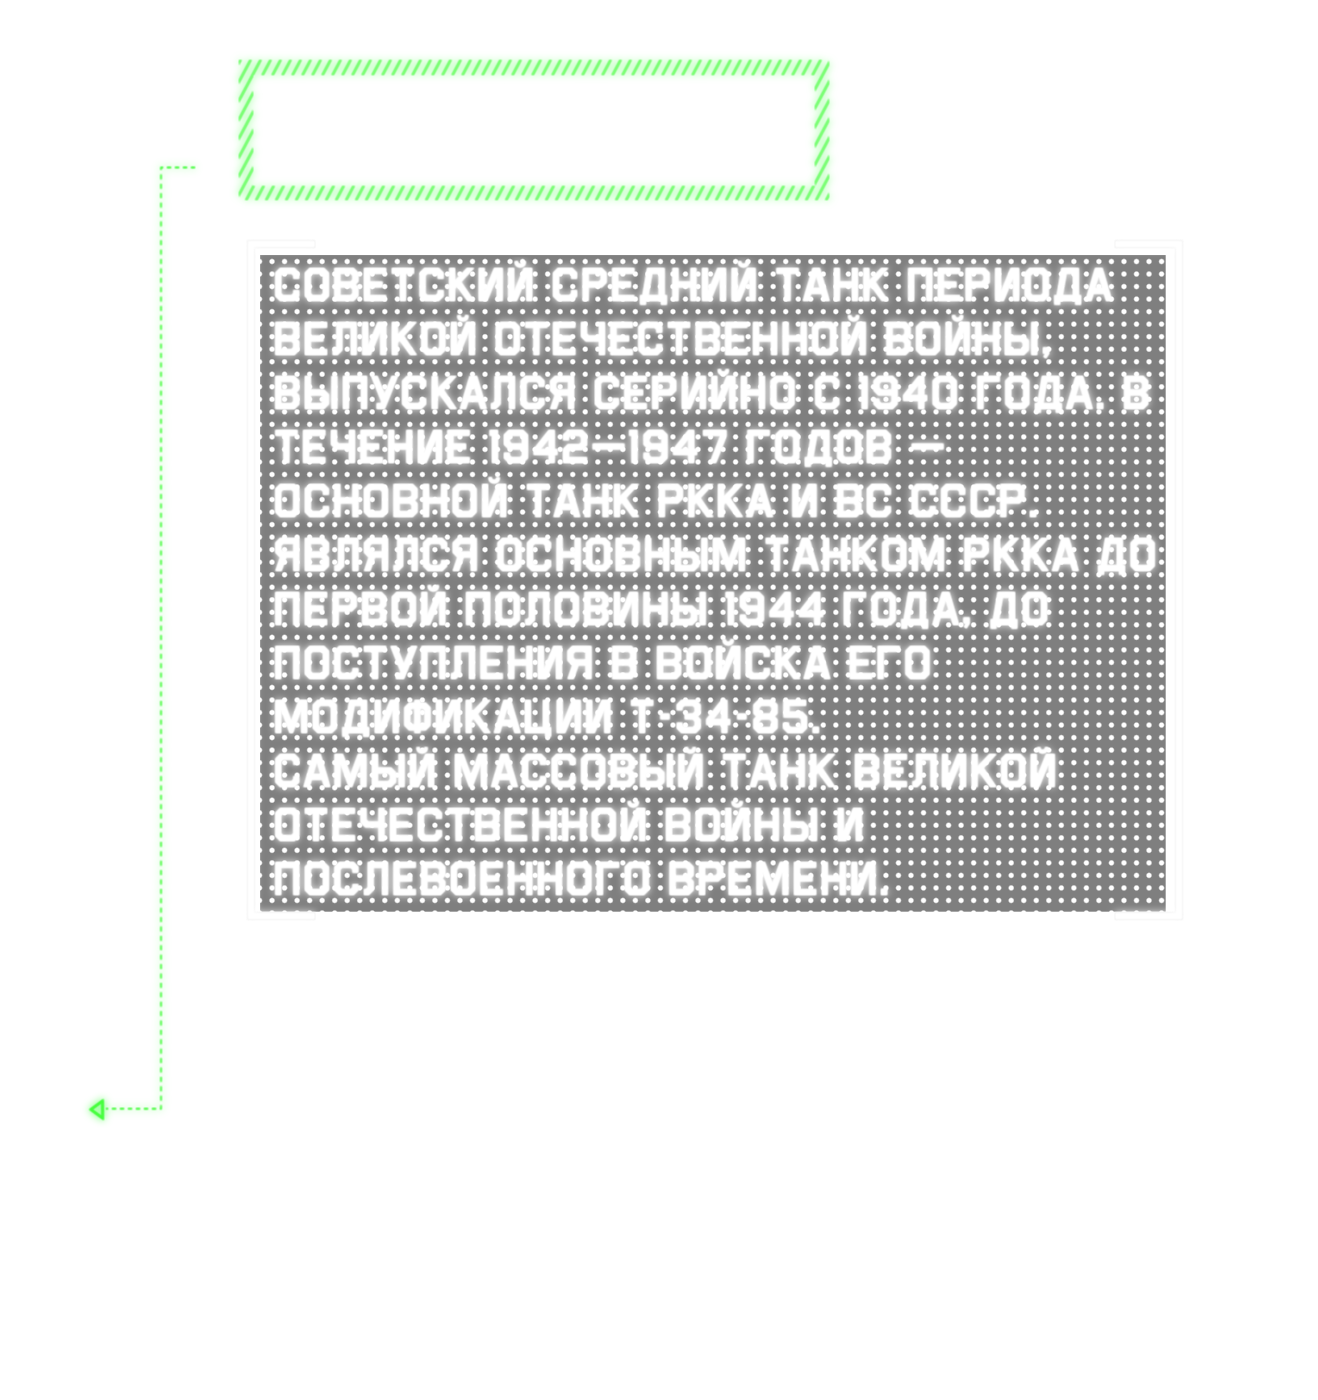 СОВЕТСКИЙ СРЕДНИЙ ТАНК ПЕРИОДА
ВЕЛИКОЙ ОТЕЧЕСТВЕННОЙ ВОЙНЫ,
ВЫПУСКАЛСЯ СЕРИЙНО С 1940 ГОДА. В
ТЕЧЕНИЕ 1942—1947 ГОДОВ —
ОСНОВНОЙ ТАНК РККА И ВС СССР.
ЯВЛЯЛСЯ ОСНОВНЫМ ТАНКОМ РККА ДО
ПЕРВОЙ ПОЛОВИНЫ 1944 ГОДА, ДО
ПОСТУПЛЕНИЯ В ВОЙСКА ЕГО
МОДИФИКАЦИИ Т-34-85.
САМЫЙ МАССОВЫЙ ТАНК ВЕЛИКОЙ
ОТЕЧЕСТВЕННОЙ ВОЙНЫ И
ПОСЛЕВОЕННОГО ВРЕМЕНИ.